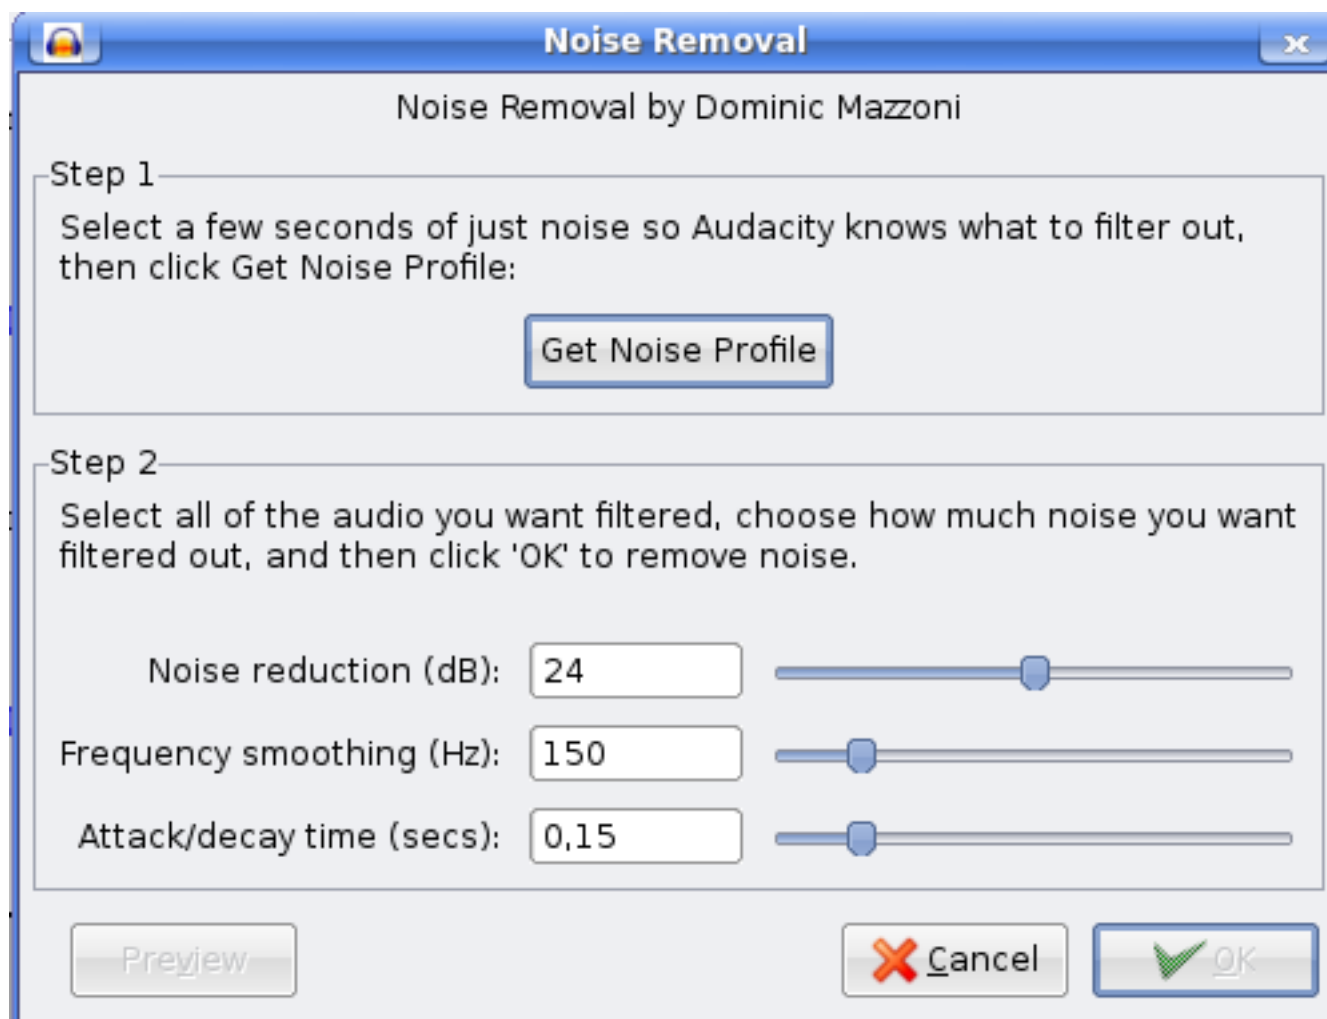 Noise Removal
Noise Removal by Dominic Mazzoni
Step 1
Select a few seconds of just noise so Audacity knows what to filter out,
then click Get Noise Profile:
Get Noise Profile
Step 2
Select all of the audio you want filtered, choose how much noise you want
filtered out, and then click 'OK' to remove noise.
Noise reduction (dB): 24
Frequency smoothing (Hz): 150
Attack/decay time (secs): 0,15
Preview Cancel OK